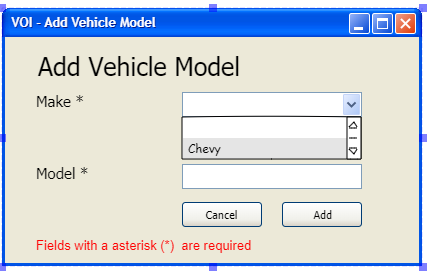 VOI - Add Vehicle Model
Add Vehicle Model
Make *
Chevy
Model *
Cancel Add
Fields with a asterisk (*) are required